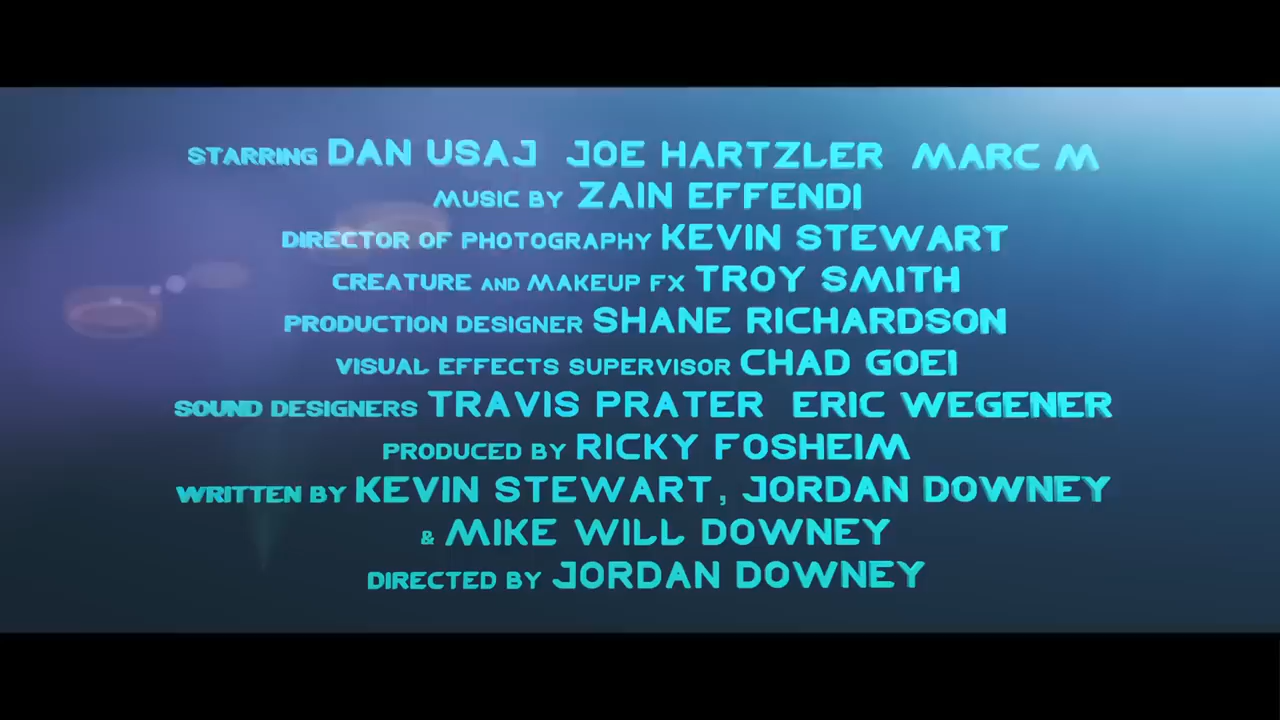 STARRING DAN USAJ JOE HARTZLER MARC M
MUSIC BY ZAIN EFFENDI
DIRECTOR OF PHOTOGRAPHY KEVIN STEWART
CREATURE AND MAKEUP FX TROY SMITH
PRODUCTION DESIGNER SHANE RICHARDSON
VISUAL EFFECTS SUPERVISOR CHAD GOEI
SOUND DESIGNERS TRAVIS PRATER ERIC WEGENER
PRODUCED BY RICKY FOSHEIM
WRITTEN BY KEVIN STEWART, JORDAN DOWNEY
& MIKE WILL DOWNEY
DIRECTED BY JORDAN DOWNEY